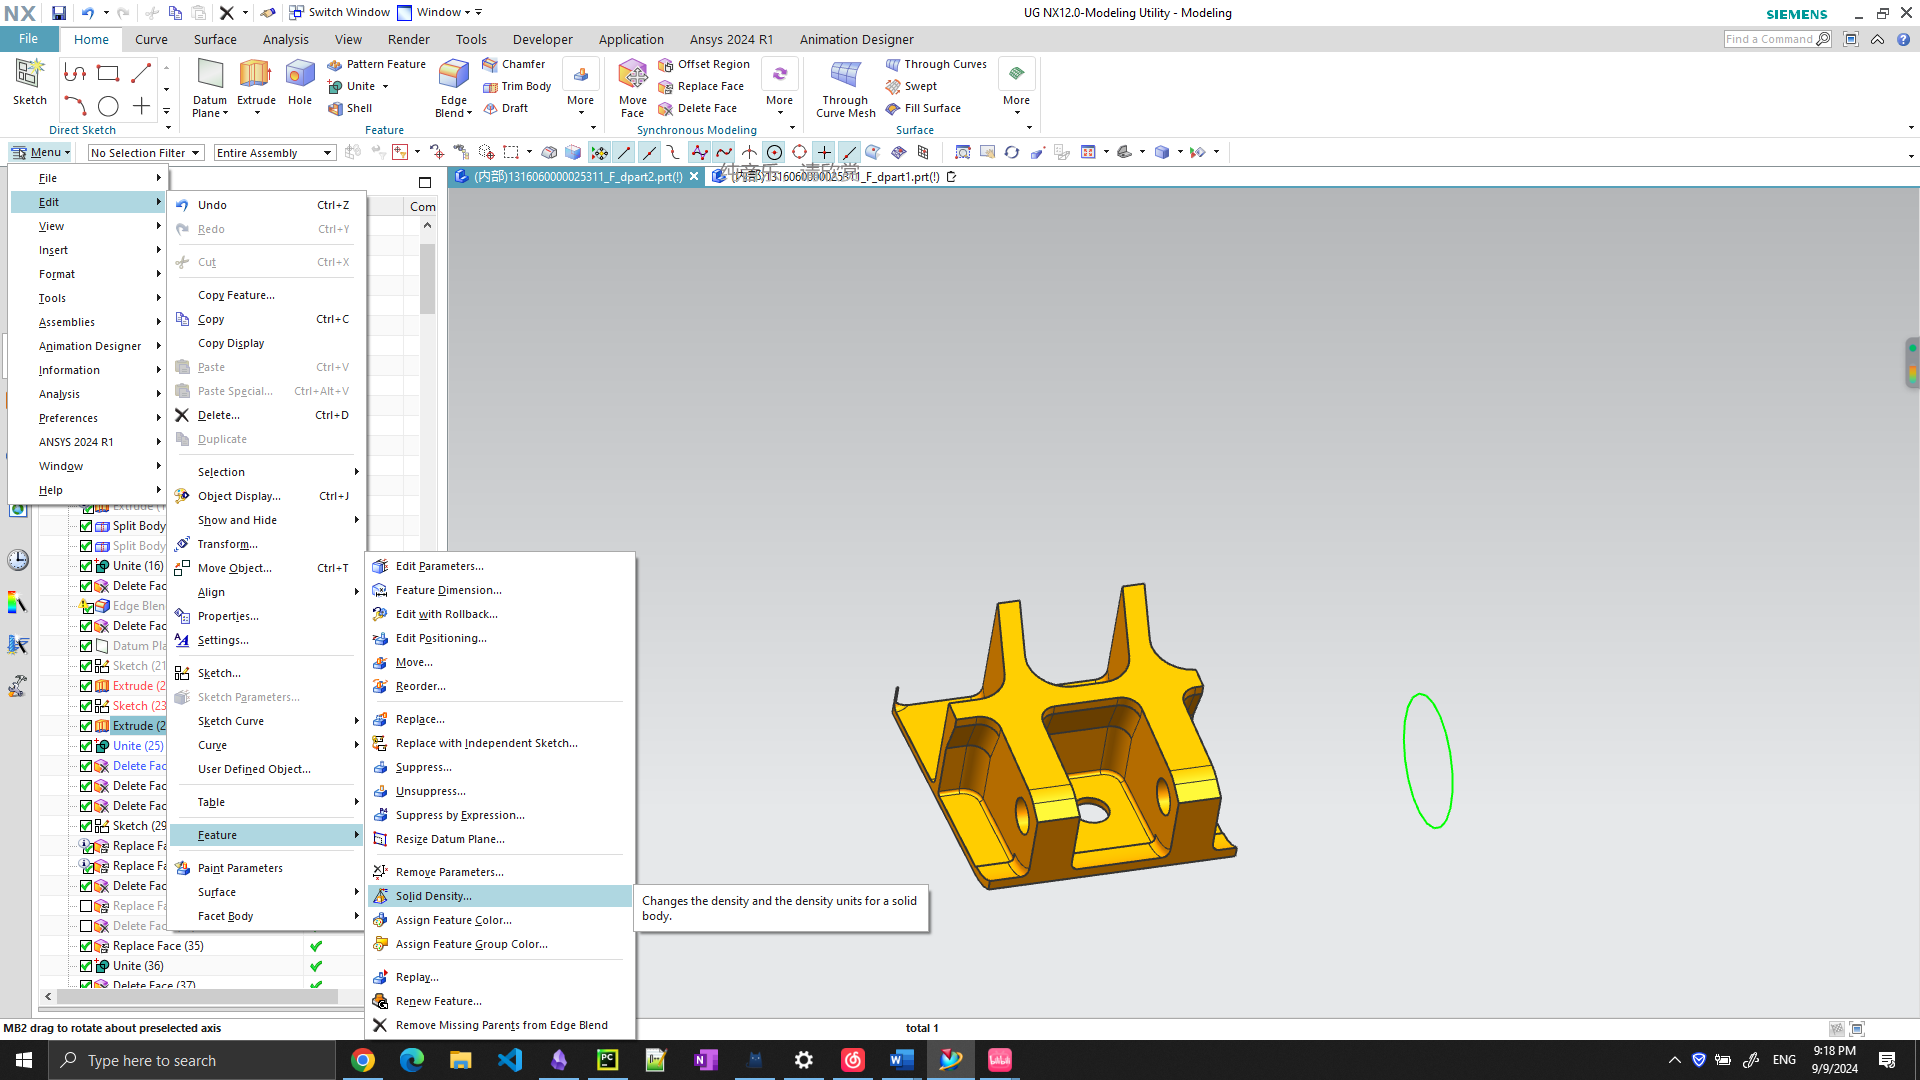 NX
Switch Window
Window
UG NX12.0-Modeling Utility - Modeling
SIEMENS
File
Home
Curve
Surface
Analysis
View
Render
Tools
Developer
Application
Ansys 2024 R1
Animation Designer
Find a Command
Sketch
Direct Sketch
Datum Plane
Extrude
Hole
Pattern Feature
Unite
Shell
Edge Blend
Chamfer
Trim Body
Draft
More
Feature
Move Face
Offset Region
Replace Face
Delete Face
More
Synchronous Modeling
Through Curve Mesh
Through Curves
Swept
Fill Surface
More
Surface
Menu
No Selection Filter
Entire Assembly
纯音乐，请欣赏
(内部)1316060000025311_F_dpart2.prt(!)
(内部)1316060000025311_F_dpart1.prt(!)
Com
File
Edit
View
Insert
Format
Tools
Assemblies
Animation Designer
Information
Analysis
Preferences
ANSYS 2024 R1
Window
Help
Undo Ctrl+Z
Redo Ctrl+Y
Cut Ctrl+X
Copy Feature...
Copy Ctrl+C
Copy Display
Paste Ctrl+V
Paste Special... Ctrl+Alt+V
Delete... Ctrl+D
Duplicate
Selection
Object Display... Ctrl+J
Show and Hide
Transform...
Move Object... Ctrl+T
Align
Properties...
Settings...
Sketch...
Sketch Parameters...
Sketch Curve
Curve
User Defined Object...
Table
Feature
Paint Parameters
Surface
Facet Body
Edit Parameters...
Feature Dimension...
Edit with Rollback...
Edit Positioning...
Move...
Reorder...
Replace...
Replace with Independent Sketch...
Suppress...
Unsuppress...
Suppress by Expression...
Resize Datum Plane...
Remove Parameters...
Solid Density...
Assign Feature Color...
Assign Feature Group Color...
Replay...
Renew Feature...
Remove Missing Parents from Edge Blend
Changes the density and the density units for a solid
body.
Extrude (1
Split Body
Split Body
Unite (16)
Delete Fac
Edge Blen
Delete Fac
Datum Pla
Sketch (21
Extrude (2
Sketch (23
Extrude (2
Unite (25)
Delete Fac
Delete Fac
Delete Fac
Sketch (29
Replace Fa
Replace Fa
Delete Fac
Replace Fa
Delete Fac
Replace Face (35)
Unite (36)
Delete Face (37)
MB2 drag to rotate about preselected axis
total 1
Type here to search
ENG
9:18 PM
9/9/2024